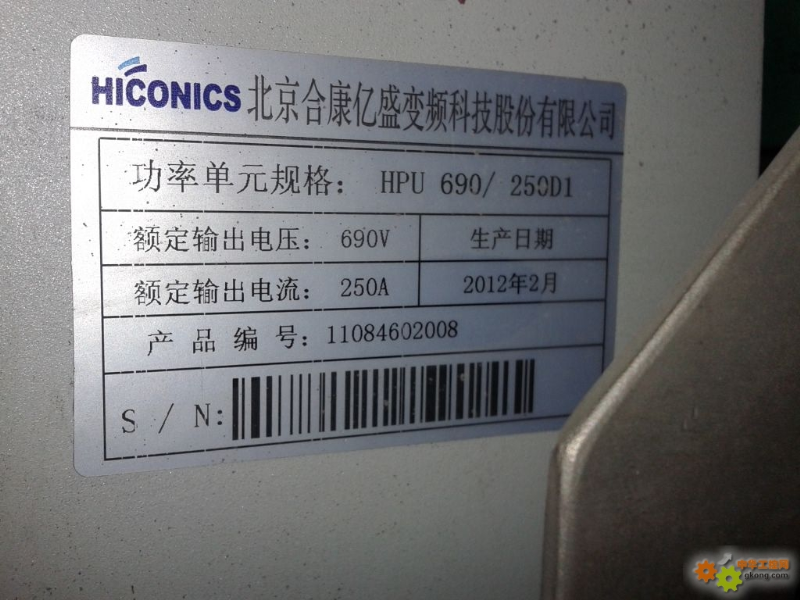 HICONICS 北京合康亿盛变频科技股份有限公司
功率单元规格： HPU 690/ 250D1
额定输出电压： 690V 生产日期
额定输出电流： 250A 2012年2月
产品编号：11084602008
S / N:
gkong.com